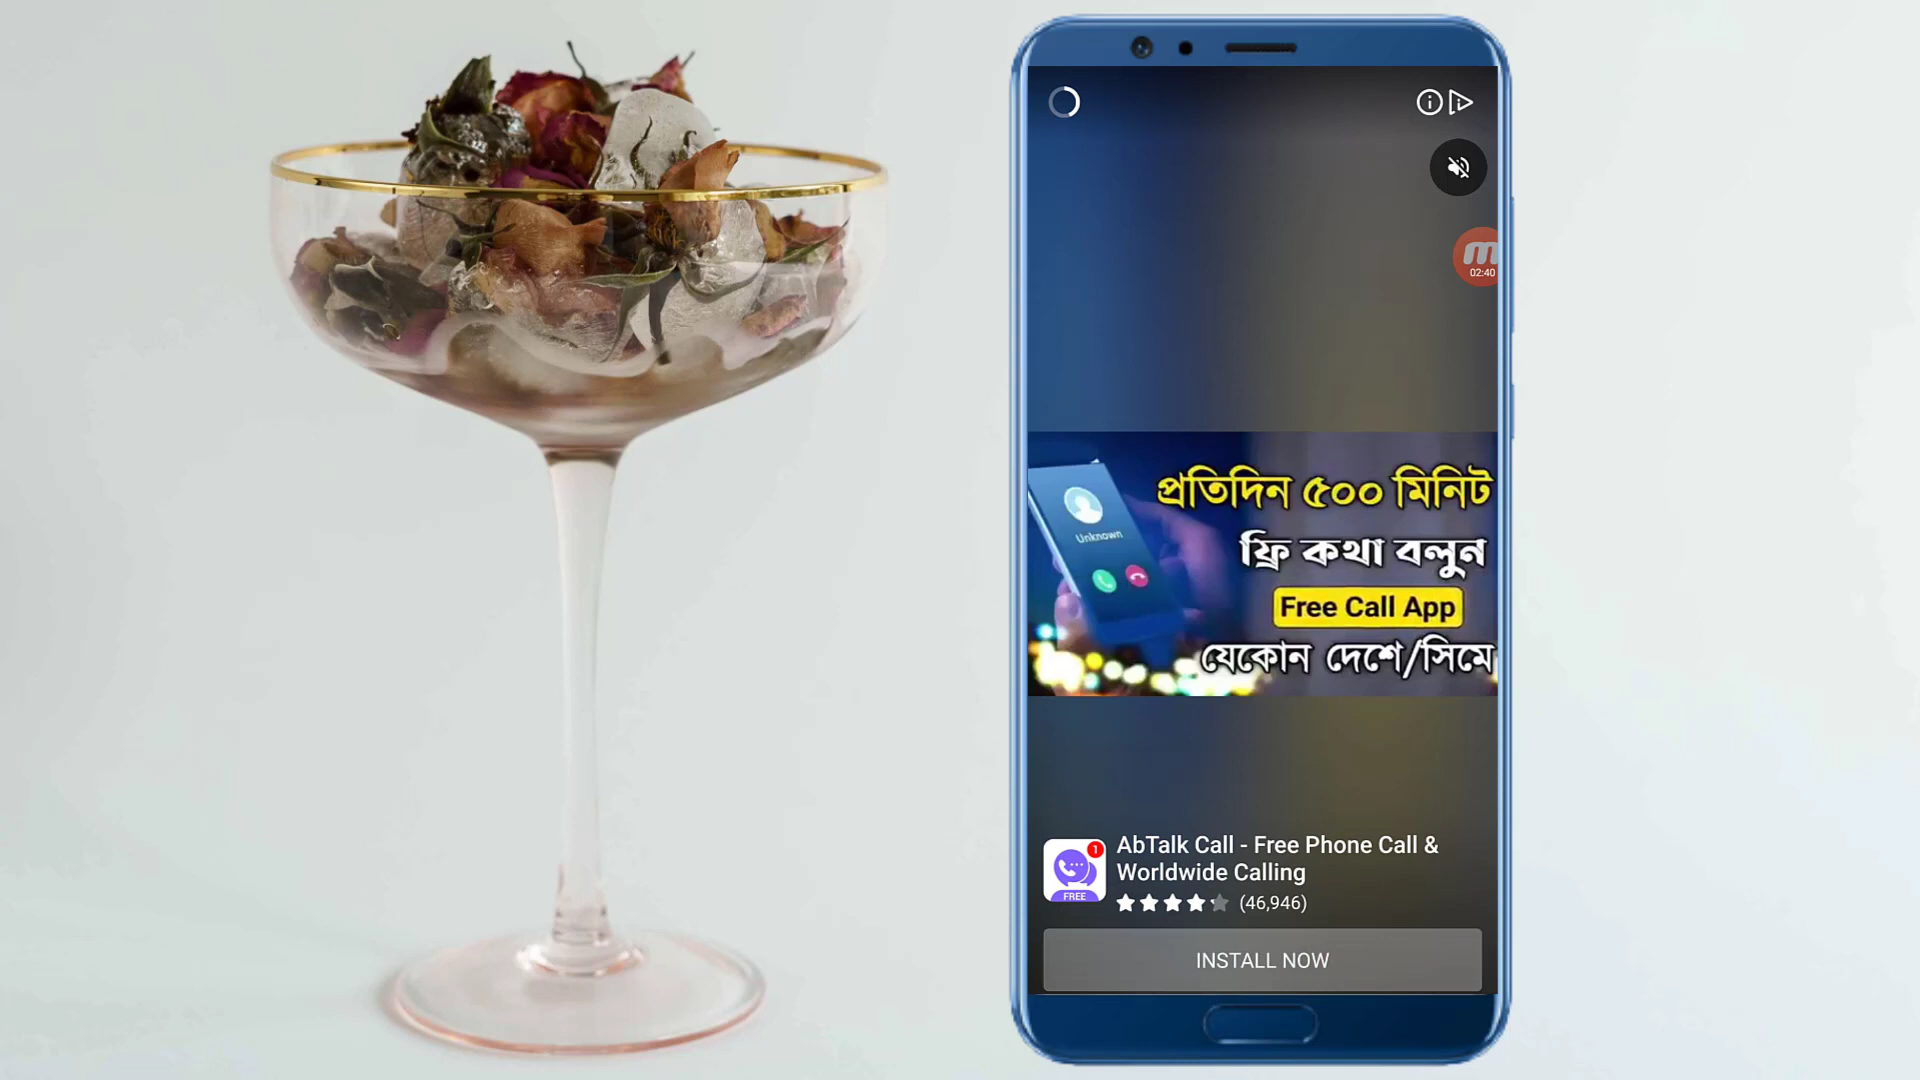 02:40
প্রতিদিন ৫০০ মিনিট
ফ্রি কথা বলুন
Unknown
Free Call App
যেকোন দেশে/সিমে
AbTalk Call - Free Phone Call &
Worldwide Calling
1
FREE
(46,946)
INSTALL NOW